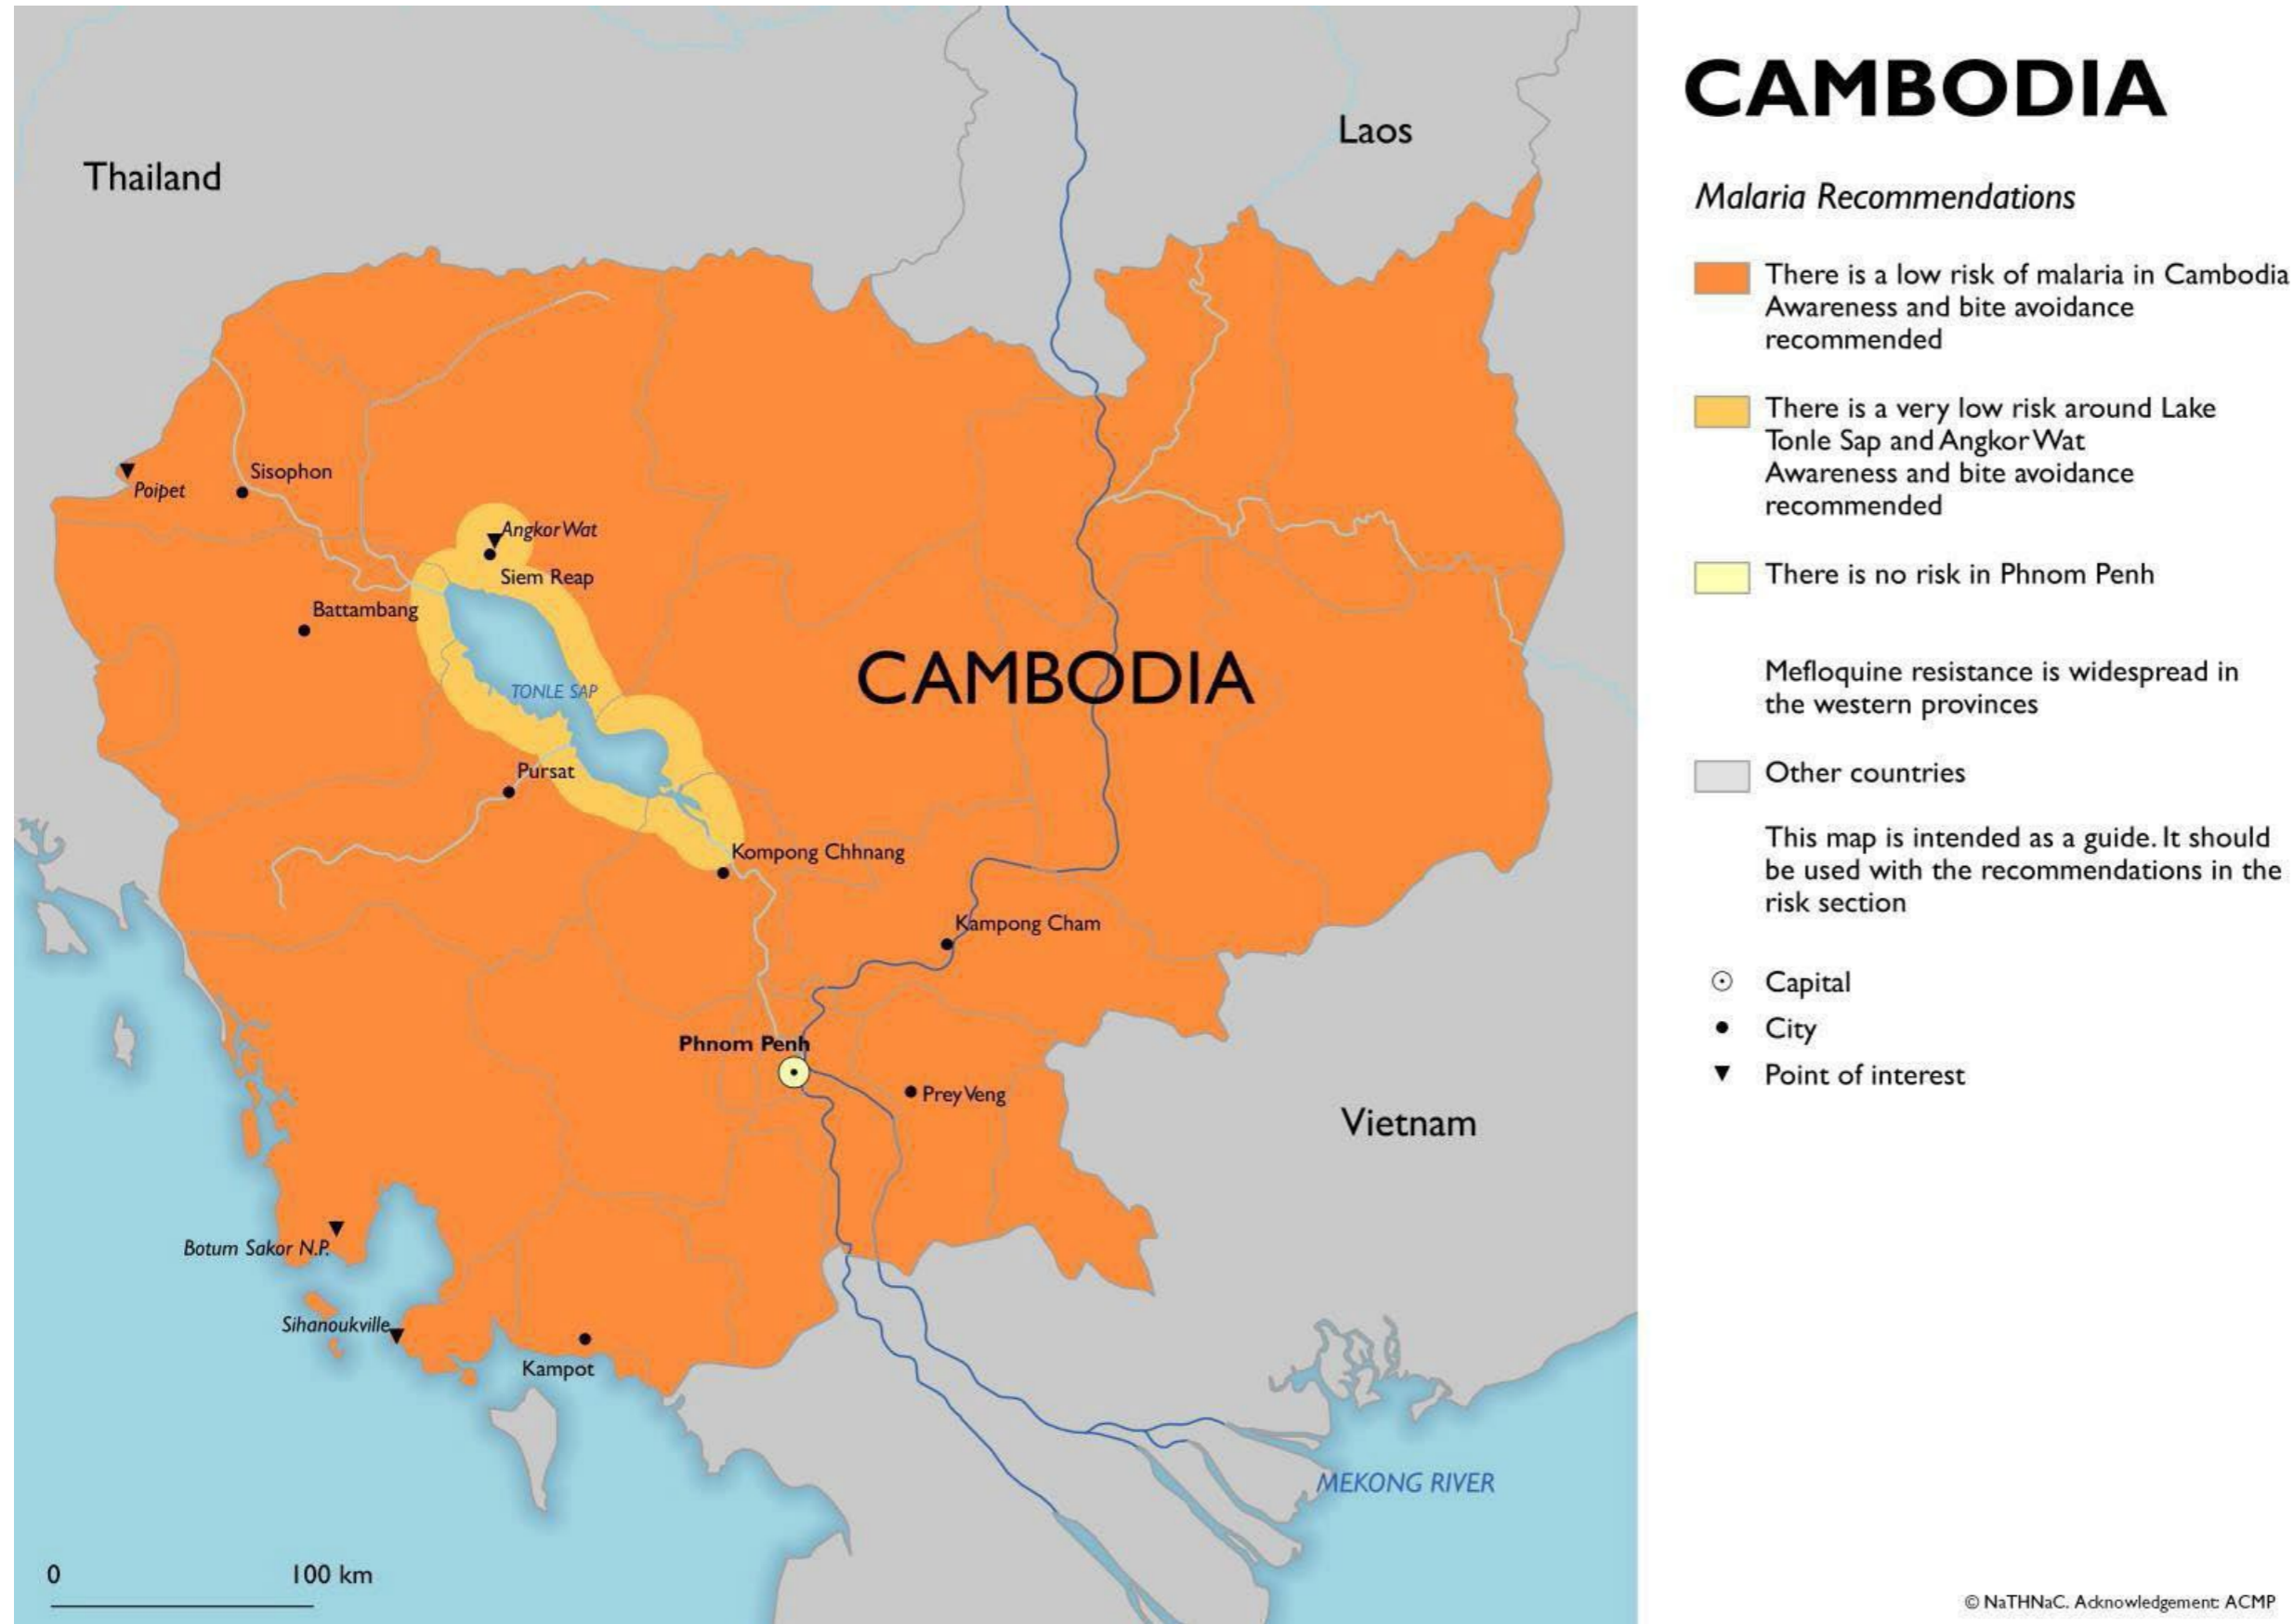 CAMBODIA
Malaria Recommendations
There is a low risk of malaria in Cambodia
Awareness and bite avoidance
recommended
There is a very low risk around Lake
Tonle Sap and Angkor Wat
Awareness and bite avoidance
recommended
There is no risk in Phnom Penh
Mefloquine resistance is widespread in
the western provinces
Other countries
This map is intended as a guide. It should
be used with the recommendations in the
risk section
Capital
City
Point of interest
Laos
Thailand
Sisophon
Poipet
Angkor Wat
Siem Reap
Battambang
CAMBODIA
TONLE SAP
Pursat
Kompong Chhnang
Kampong Cham
Phnom Penh
Prey Veng
Vietnam
Botum Sakor N.P.
Sihanoukville
Kampot
MEKONG RIVER
0 100 km
© NaTHNaC. Acknowledgement: ACMP